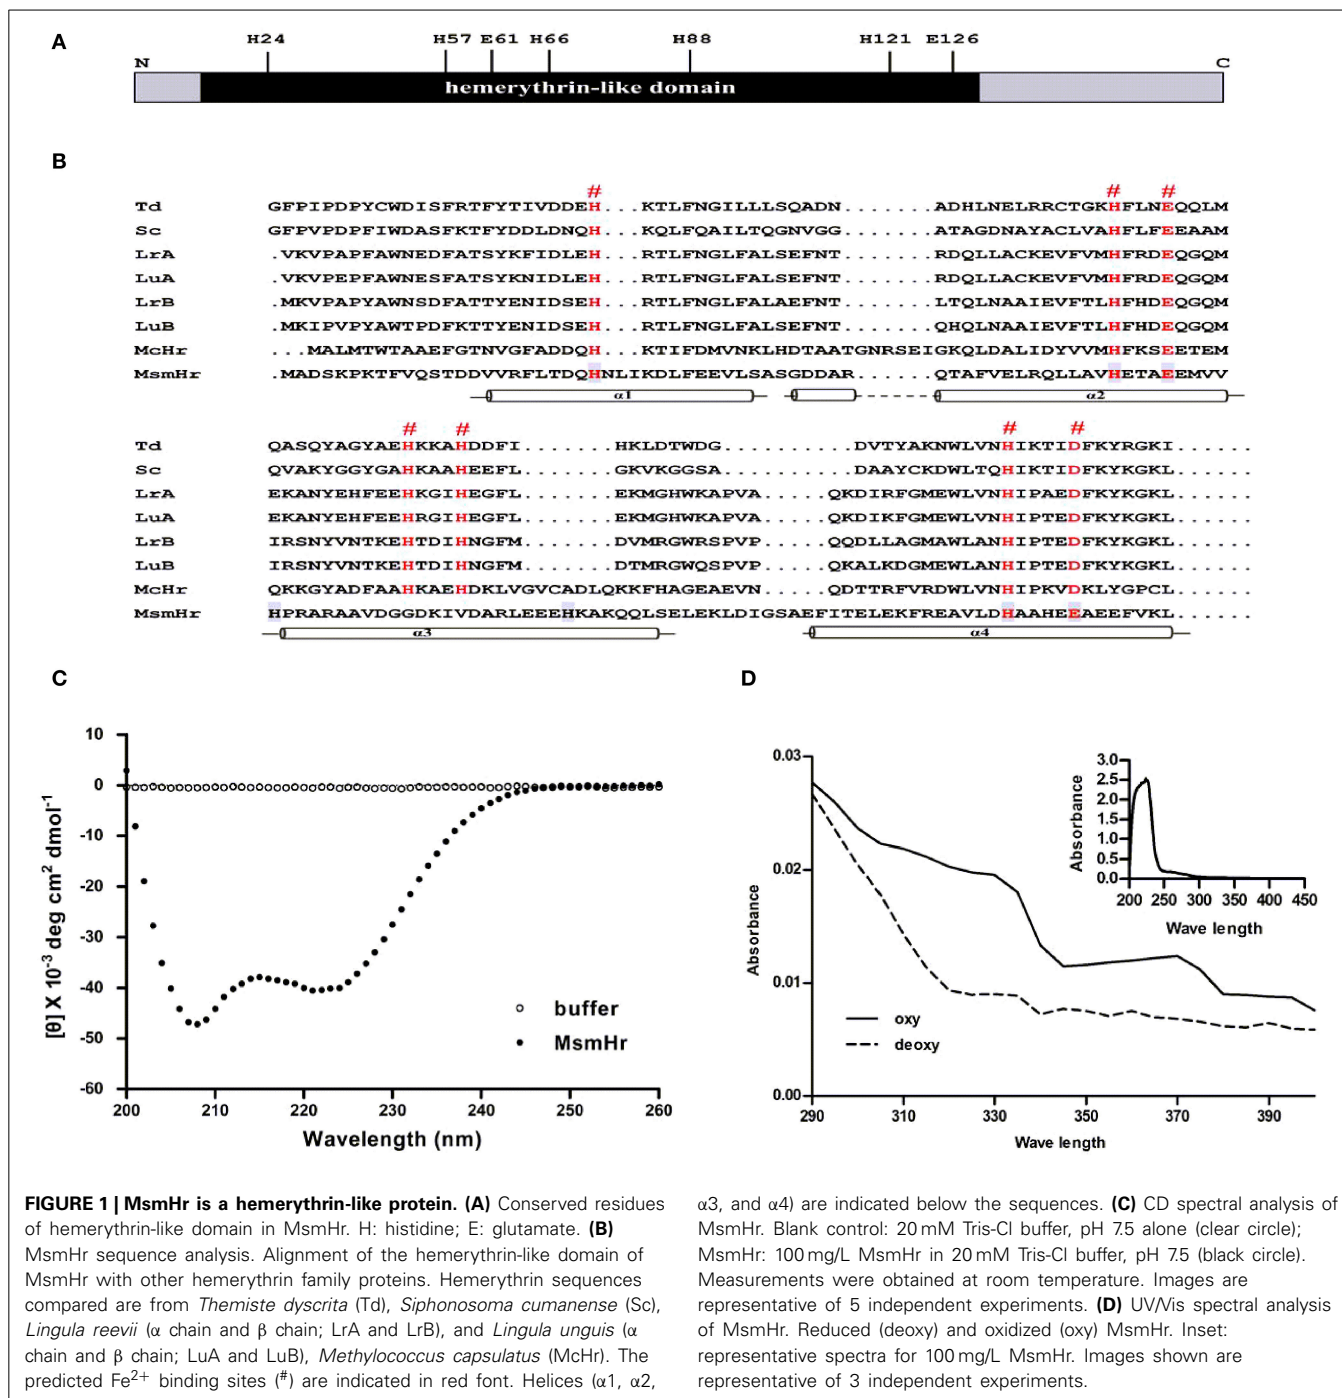 A
H24 H57 E61 H66 H88 H121 E126
N C
hemerythrin-like domain
B
# # #
Td GFPIPDPYCWDISFRTFYTIVDDEH...KTLFNGILLLSQADN.......ADHLNELRRCTGKHFLNEQQLM
Sc GFPVPDPFIWDASFKTFYDDLDNQH...KQLFQAILTQGNVGG.......ATAGDNAYACLVAHFLFEEAAM
LrA .VKVPAPFAWNESFATSYKFIDLEH...RTLFNGLFALSEFNT.......RDQLLACKEVFVMHFRDEQGQM
LuA .VKVPEPFAWNESFATSYKFIDLEH...RTLFNGLFALSEFNT.......RDQLLACKEVFVMHFRDEQGQM
LrB .MKVPAPYAWNSDFATTYENIDSEH...RTLFNGLFALAEFNT.......LTQLNAAIEVFTLHFHDEQGQM
LuB .MKIPVPYAWTPDFKTTYENIDSEH...RTLFNGLFALSEFNT.......QHQLNAAIEVFTLHFHDEQGQM
McHr ...MALMTWTAAEFGTNVGFADDQH...KTIFDMVNKLHDTAATGNRSEIGKQLDALIDYVVMHFKSEETEM
MsmHr ..MADSKPKTFVQSTDDVVRFLTDQHNLIKDLFEEVLSASGDDAR......QTAFVELRQLLAVHETAEEMVV
α1 α2
# # # #
Td QASQYAGYAEHKKAHDDFI.......HKLDTWDG........DVTYAKNWLVNHIKTIDFKYRGKI......
Sc QVAKYGGYGAHKAAHEEFL.......GKVKGGSA........DAAYCKDWLTQHIKTIDFKYKGKL......
LrA EKANYEHFEEHKGIHEGFL.......EKMGHWKAPVA.....QKDIRFGMEWLVNHIPAEDFKYKGKL......
LuA EKANYEHFEEHRGIHEGFL.......EKMGHWKAPVA.....QKDIKFGMEWLVNHIPTEDFKYKGKL......
LrB IRSNYVNTKEHTDIHNGFM.......DVMRGWRSPVP.....QQDLLAGMAWLANHIPTEDFKYKGKL......
LuB IRSNYVNTKEHTDIHNGFM.......DTMRGWQSPVP.....QKALKDGMEWLANHIPTEDFKYKGKL......
McHr QKKGYADFAAHKAEHDKLVGVCADLQKKFHAGEAEVN.....QDTTRFVRDWLVNHIPKVDKLYGPCL......
MsmHr HPRARAAVDGGDKIVDARLEEEHKAKQQLSELEKLDIGSAEFITELEKFREAVLDHAAHEEAEEFVKL......
α3 α4
C
[θ] X 10-3 deg cm2 dmol-1
10
0
-10
-20
-30
-40
-50
-60
200 210 220 230 240 250 260
Wavelength (nm)
buffer
MsmHr
D
Absorbance
0.03
0.02
0.01
0.00
290 310 330 350 370 390
Wave length
oxy
deoxy
Absorbance
3.0
2.5
2.0
1.5
1.0
0.5
0.0
200 250 300 350 400 450
Wave length
FIGURE 1 | MsmHr is a hemerythrin-like protein. (A) Conserved residues
of hemerythrin-like domain in MsmHr. H: histidine; E: glutamate. (B)
MsmHr sequence analysis. Alignment of the hemerythrin-like domain of
MsmHr with other hemerythrin family proteins. Hemerythrin sequences
compared are from Themiste dyscrita (Td), Siphonosoma cumanense (Sc),
Lingula reevii (α chain and β chain; LrA and LrB), and Lingula unguis (α
chain and β chain; LuA and LuB), Methylococcus capsulatus (McHr). The
predicted Fe2+ binding sites (#) are indicated in red font. Helices (α1, α2,
α3, and α4) are indicated below the sequences. (C) CD spectral analysis of
MsmHr. Blank control: 20 mM Tris-Cl buffer, pH 7.5 alone (clear circle);
MsmHr: 100 mg/L MsmHr in 20 mM Tris-Cl buffer, pH 7.5 (black circle).
Measurements were obtained at room temperature. Images are
representative of 5 independent experiments. (D) UV/Vis spectral analysis
of MsmHr. Reduced (deoxy) and oxidized (oxy) MsmHr. Inset:
representative spectra for 100 mg/L MsmHr. Images shown are
representative of 3 independent experiments.